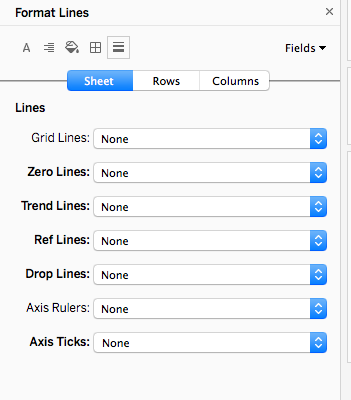 Format Lines ×
A Fields
Sheet Rows Columns
Lines
Grid Lines: None
Zero Lines: None
Trend Lines: None
Ref Lines: None
Drop Lines: None
Axis Rulers: None
Axis Ticks: None